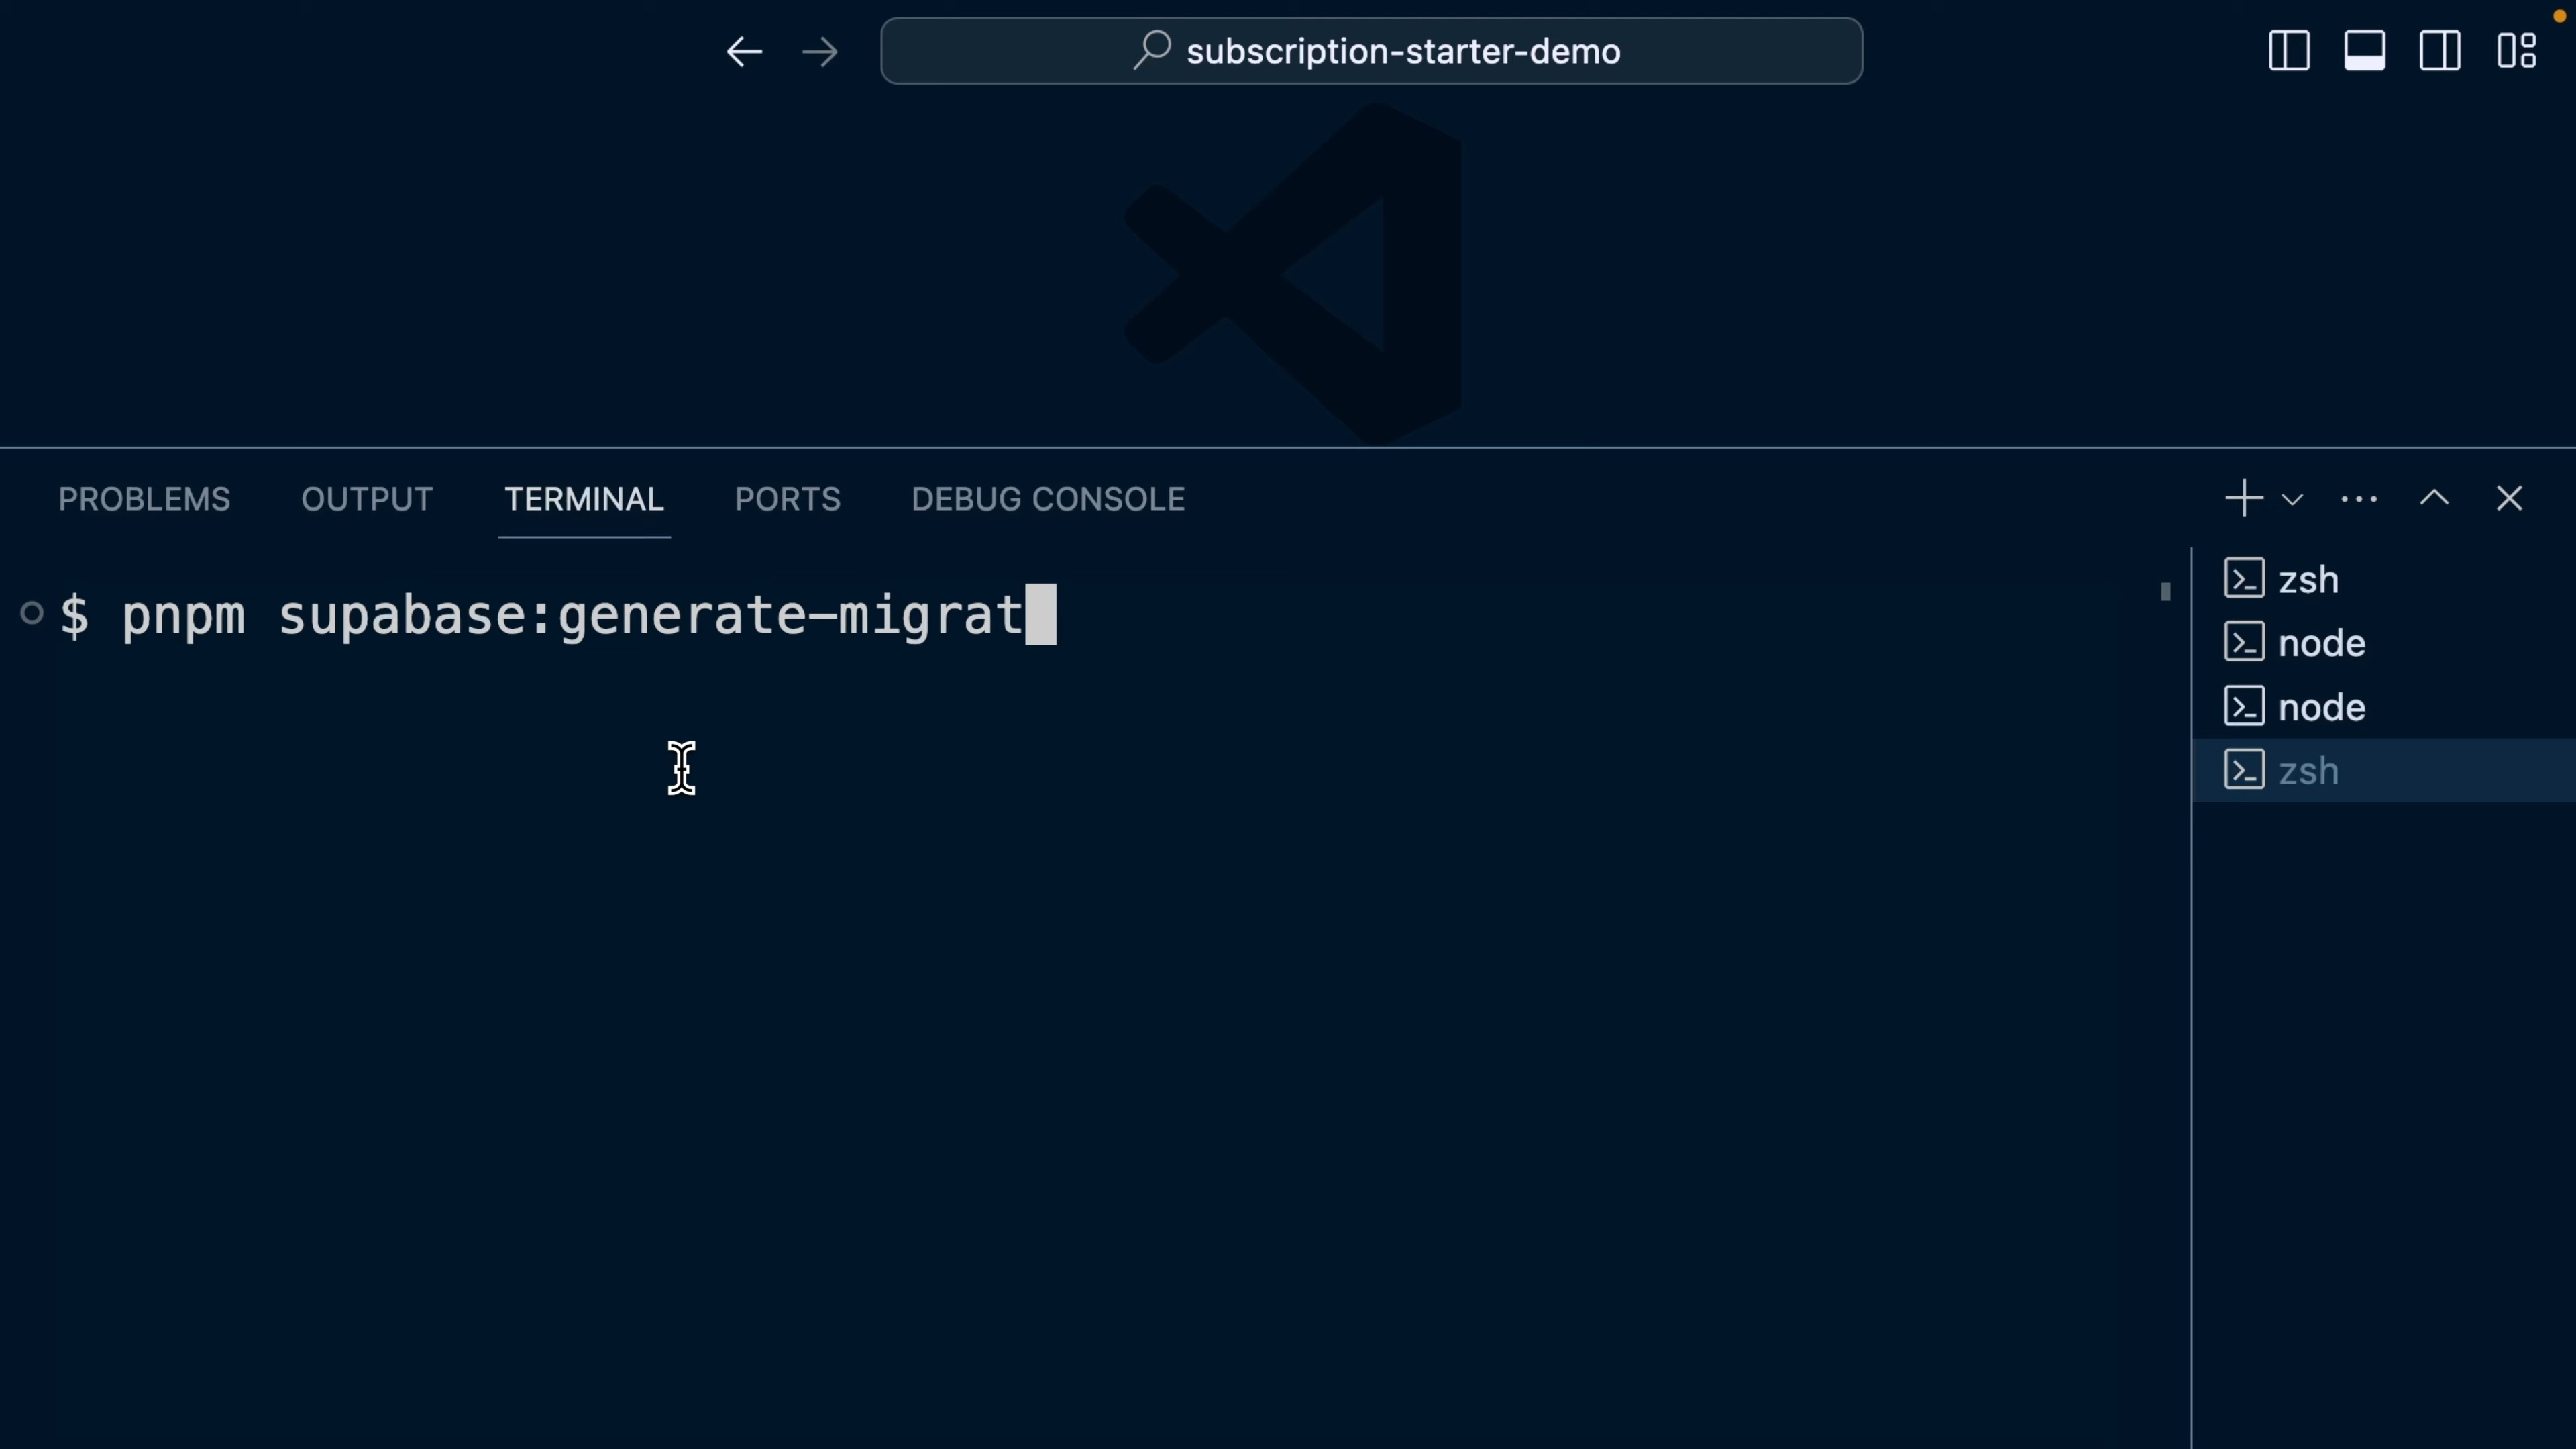 subscription-starter-demo
PROBLEMS OUTPUT TERMINAL PORTS DEBUG CONSOLE
$ pnpm supabase:generate-migrat
zsh
node
node
zsh